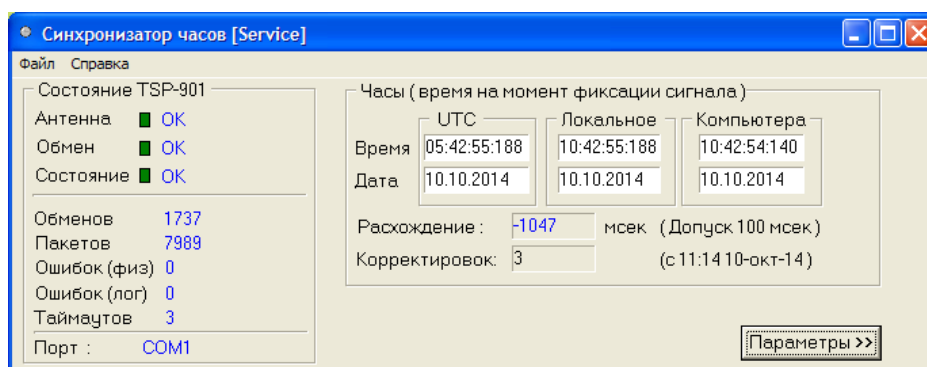 Синхронизатор часов [Service]
Файл Справка
Состояние TSP-901
Антенна OK
Обмен OK
Состояние OK
Обменов 1737
Пакетов 7989
Ошибок (физ) 0
Ошибок (лог) 0
Таймаутов 3
Порт : COM1
Часы ( время на момент фиксации сигнала )
UTC Локальное Компьютера
Время 05:42:55:188 10:42:55:188 10:42:54:140
Дата 10.10.2014 10.10.2014 10.10.2014
Расхождение : -1047 мсек ( Допуск 100 мсек )
Корректировок: 3 (с 11:14 10-окт-14 )
Параметры >>